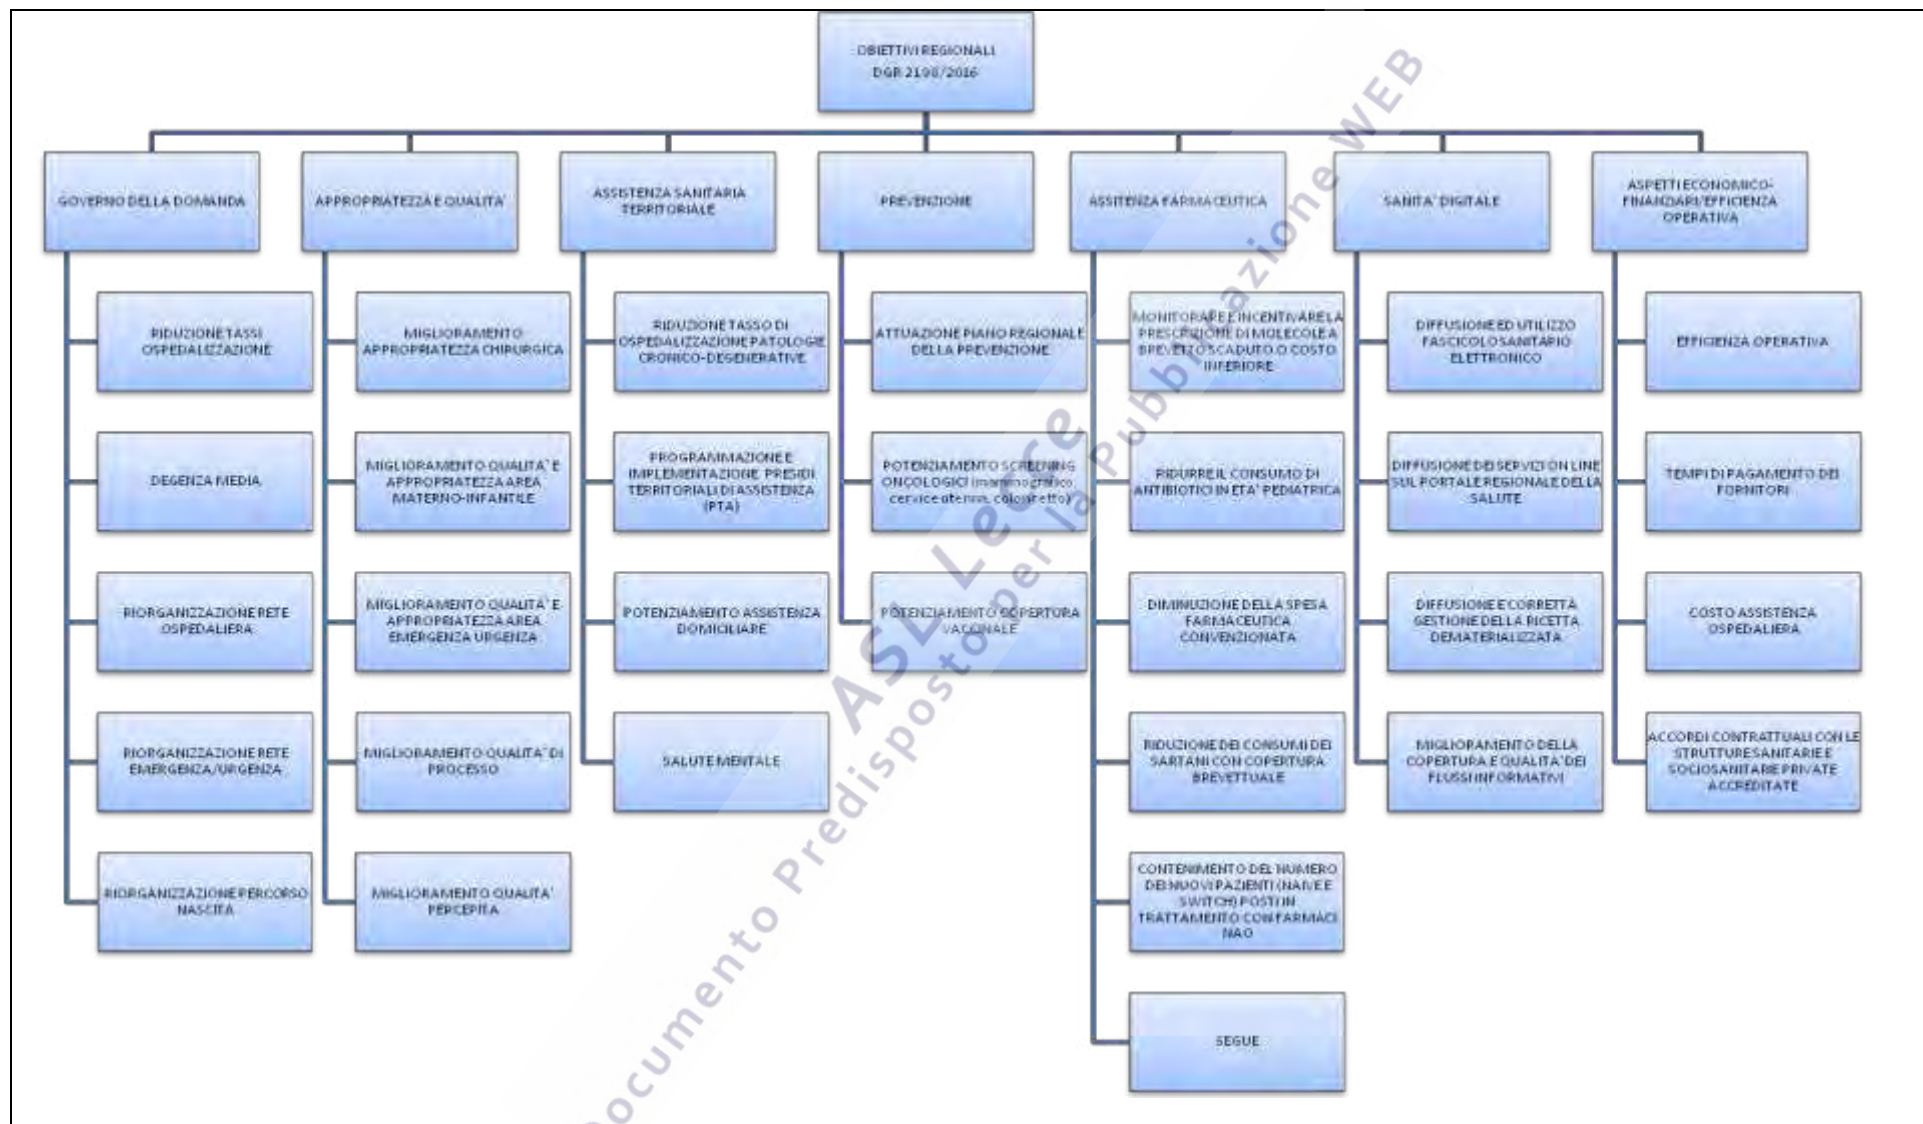 OBIETTIVI REGIONALI
DGR 2198/2016
GOVERNO DELLA DOMANDA
RIDUZIONE TASSI
OSPEDALIZZAZIONE
DEGENZA MEDIA
RIORGANIZZAZIONE RETE
OSPEDALIERA
RIORGANIZZAZIONE RETE
EMERGENZA/URGENZA
RIORGANIZZAZIONE PERCORSO
NASCITA
APPROPRIATEZZA E QUALITA'
MIGLIORAMENTO
APPROPRIATEZZA CHIRURGICA
MIGLIORAMENTO QUALITA' E
APPROPRIATEZZA AREA
MATERNO-INFANTILE
MIGLIORAMENTO QUALITA' E
APPROPRIATEZZA AREA
EMERGENZA URGENZA
MIGLIORAMENTO QUALITA' DI
PROCESSO
MIGLIORAMENTO QUALITA'
PERCEPITA
ASSISTENZA SANITARIA
TERRITORIALE
RIDUZIONE TASSO DI
OSPEDALIZZAZIONE PATOLOGIE
CRONICO-DEGENERATIVE
PROGRAMMAZIONE E
IMPLEMENTAZIONE PRESIDI
TERRITORIALI DI ASSISTENZA
(PTA)
POTENZIAMENTO ASSISTENZA
DOMICILIARE
SALUTE MENTALE
PREVENZIONE
ATTUAZIONE PIANO REGIONALE
DELLA PREVENZIONE
POTENZIAMENTO SCREENING
ONCOLOGICI (mammografico,
cervice uterina, colonretto)
POTENZIAMENTO COPERTURA
VACCINALE
ASSITENZA FARMACEUTICA
MONITORARE E INCENTIVARE LA
PRESCRIZIONE DI MOLECOLE A
BREVETTO SCADUTO O COSTO
INFERIORE
RIDURRE IL CONSUMO DI
ANTIBIOTICI IN ETA' PEDIATRICA
DIMINUZIONE DELLA SPESA
FARMACEUTICA
CONVENZIONATA
RIDUZIONE DEI CONSUMI DEI
SARTANI CON COPERTURA
BREVETTUALE
CONTENIMENTO DEL NUMERO
DEI NUOVI PAZIENTI (NAIVE E
SWITCH) POSTI IN
TRATTAMENTO CON FARMACI
NAO
SEGUE
SANITA' DIGITALE
DIFFUSIONE ED UTILIZZO
FASCICOLO SANITARIO
ELETTRONICO
DIFFUSIONE DEI SERVIZI ON LINE
SUL PORTALE REGIONALE DELLA
SALUTE
DIFFUSIONE E CORRETTA
GESTIONE DELLA RICETTA
DEMATERIALIZZATA
MIGLIORAMENTO DELLA
COPERTURA E QUALITA' DEI
FLUSSI INFORMATIVI
ASPETTI ECONOMICO-
FINANZIARI/EFFICIENZA
OPERATIVA
EFFICIENZA OPERATIVA
TEMPI DI PAGAMENTO DEI
FORNITORI
COSTO ASSISTENZA
OSPEDALIERA
ACCORDI CONTRATTUALI CON LE
STRUTTURE SANITARIE E
SOCIOSANITARIE PRIVATE
ACCREDITATE
ASL Lecce
Documento Predisposto per la Pubblicazione WEB